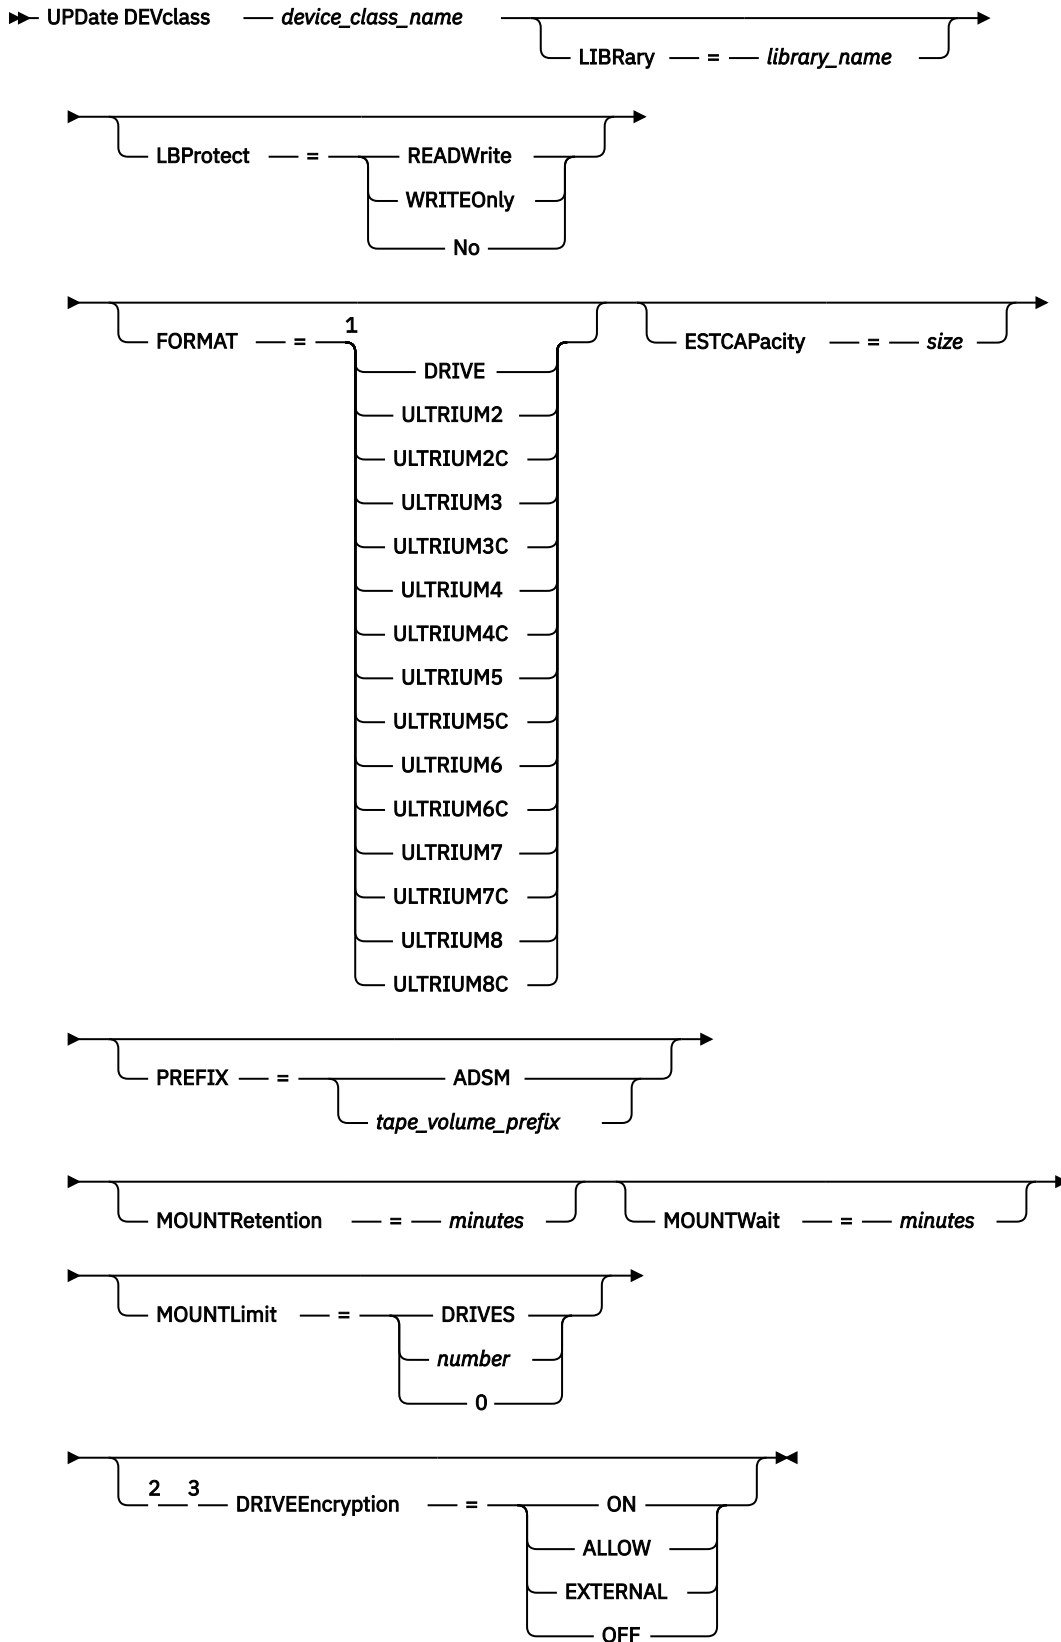 UPDate DEVclass device_class_name
LIBRary = library_name
LBProtect = READWrite
WRITEOnly
No
1
FORMAT =
ESTCAPacity = size
DRIVE
ULTRIUM2
ULTRIUM2C
ULTRIUM3
ULTRIUM3C
ULTRIUM4
ULTRIUM4C
ULTRIUM5
ULTRIUM5C
ULTRIUM6
ULTRIUM6C
ULTRIUM7
ULTRIUM7C
ULTRIUM8
ULTRIUM8C
PREFIX = ADSM
tape_volume_prefix
MOUNTRetention = minutes MOUNTWait = minutes
MOUNTLimit = DRIVES
number
0
2 3
DRIVEEncryption = ON
ALLOW
EXTERNAL
OFF